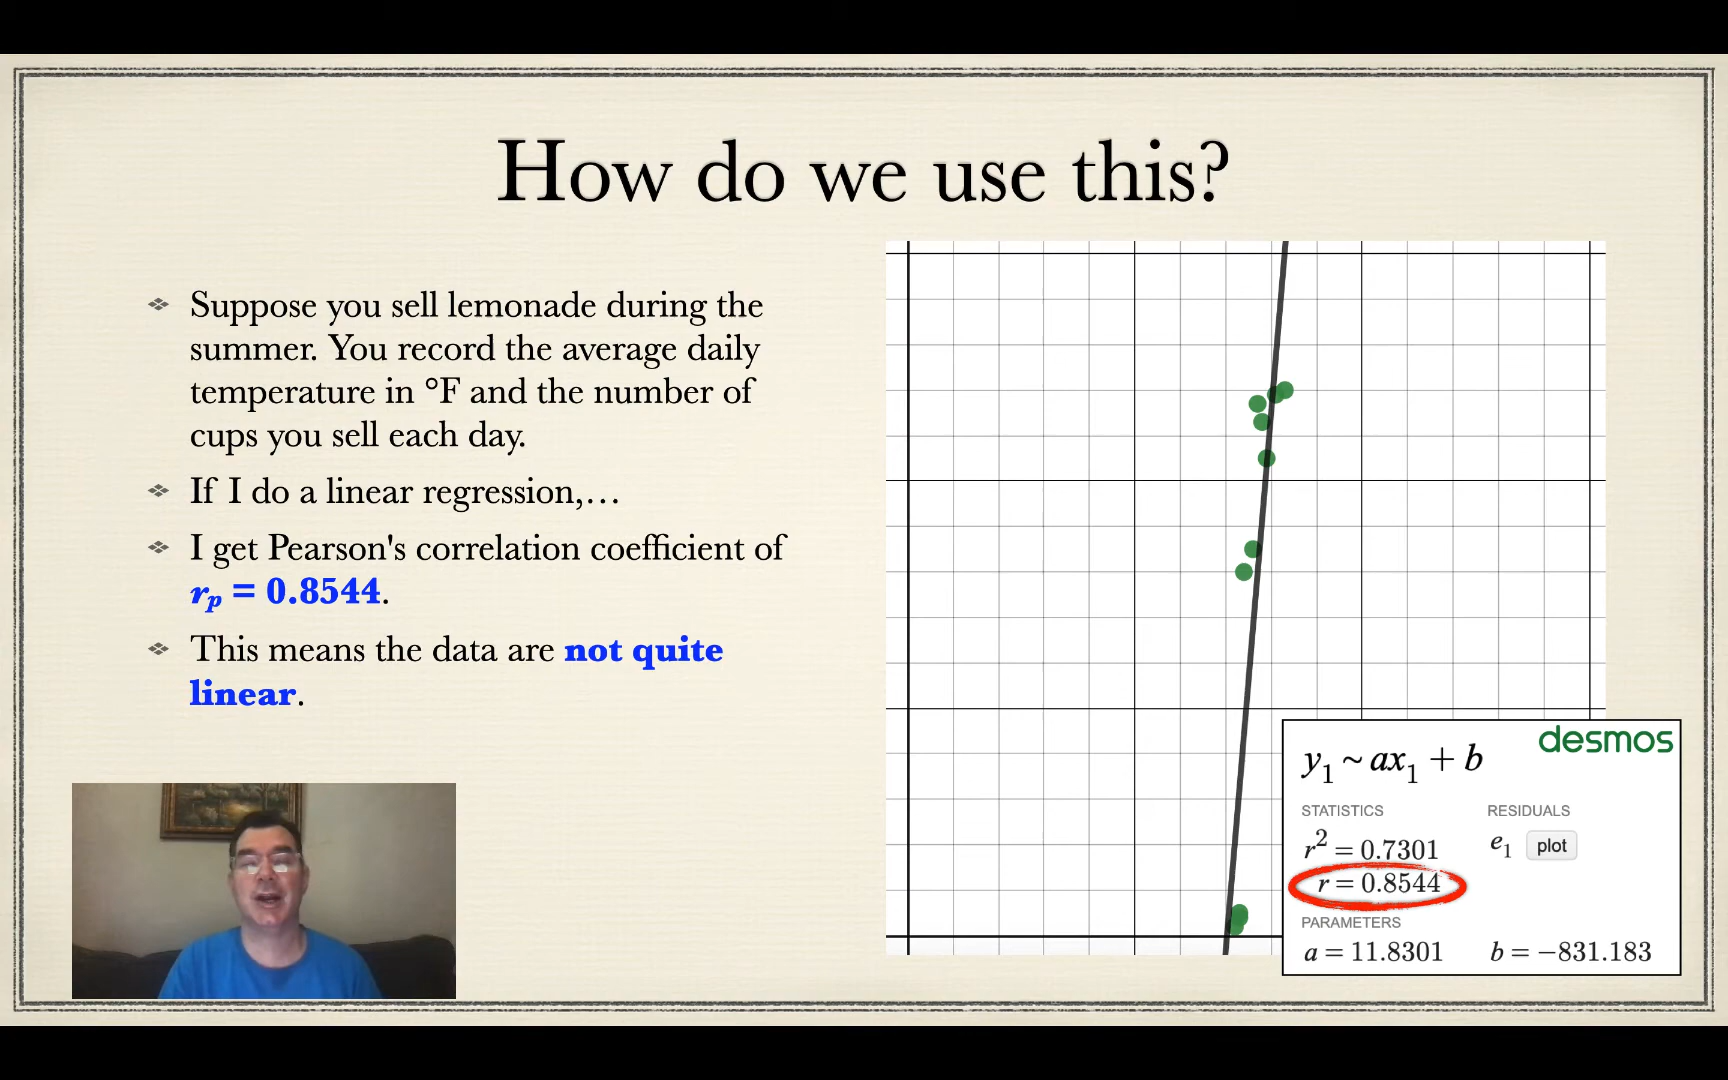 How do we use this?
Suppose you sell lemonade during the
summer. You record the average daily
temperature in °F and the number of
cups you sell each day.
If I do a linear regression,…
I get Pearson's correlation coefficient of
rₚ = 0.8544.
This means the data are not quite
linear.
desmos
y₁ ~ ax₁ + b
STATISTICS RESIDUALS
r² = 0.7301 e₁ plot
r = 0.8544
PARAMETERS
a = 11.8301 b = −831.183